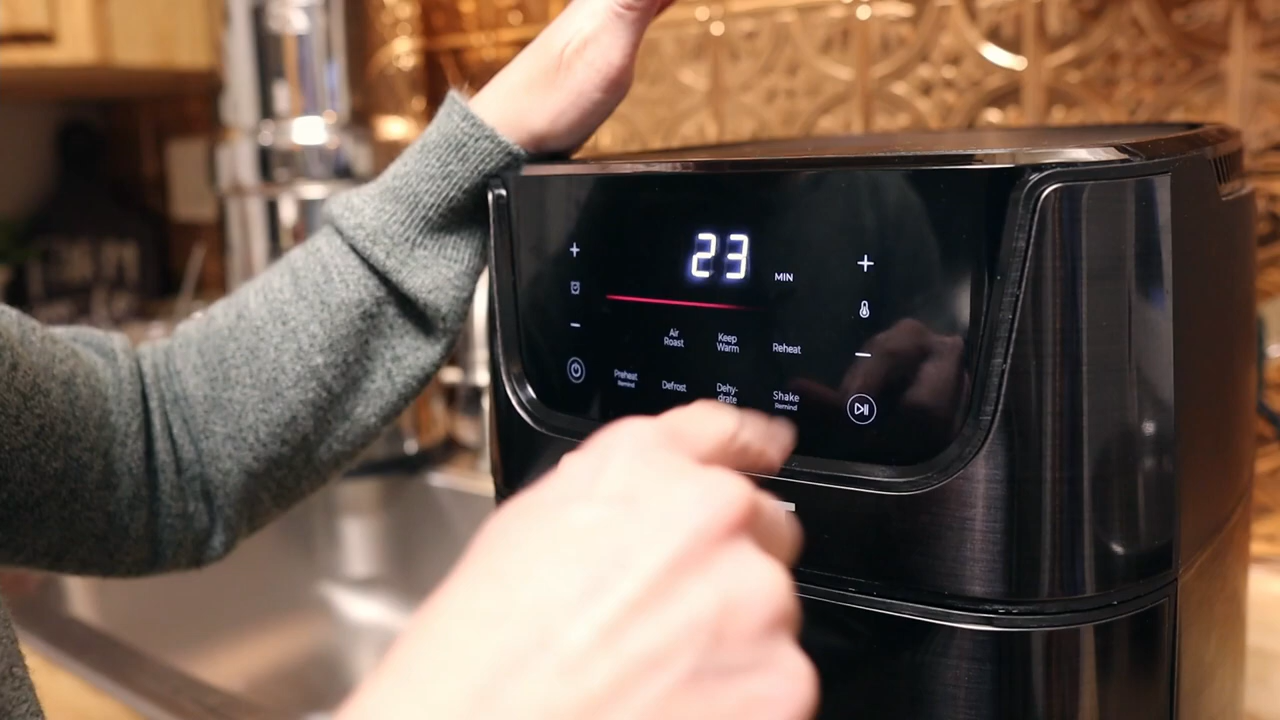 23 MIN
Air
Roast
Keep
Warm
Reheat
Preheat
Remind
Defrost
Dehy-
drate
Shake
Remind